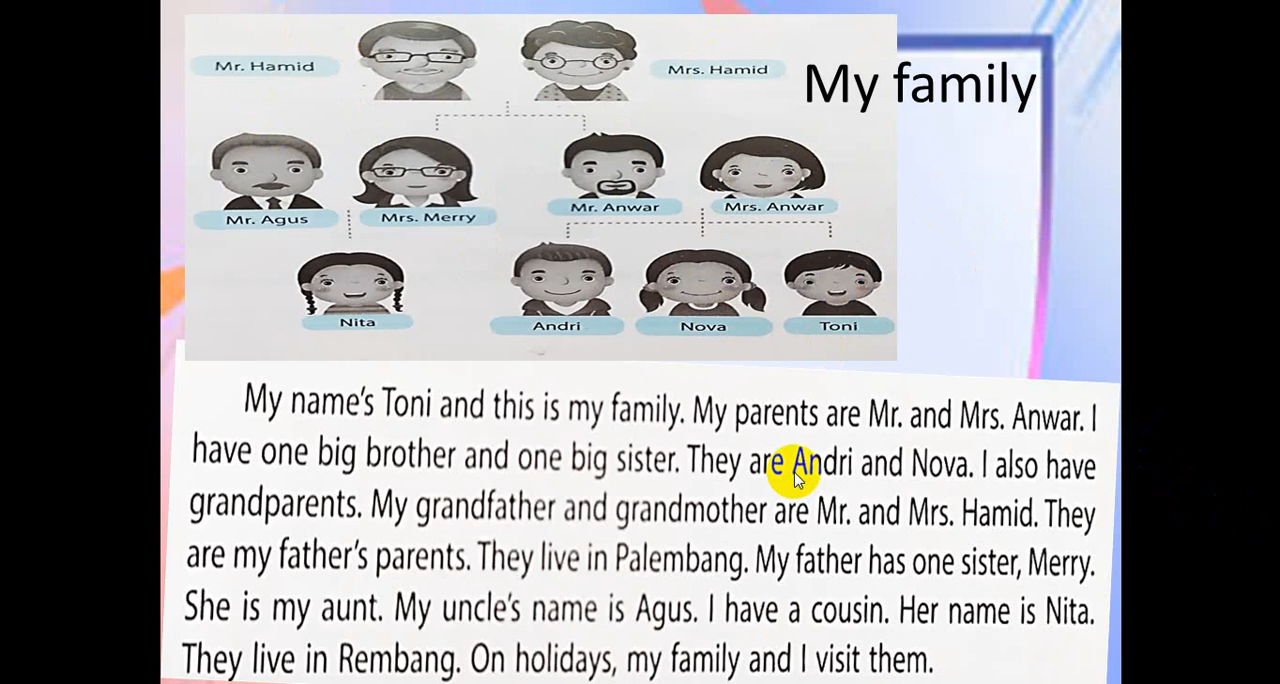 My family
Mr. Hamid
Mrs. Hamid
Mr. Agus
Mrs. Merry
Mr. Anwar
Mrs. Anwar
Nita
Andri
Nova
Toni
My name's Toni and this is my family. My parents are Mr. and Mrs. Anwar. I
have one big brother and one big sister. They are Andri and Nova. I also have
grandparents. My grandfather and grandmother are Mr. and Mrs. Hamid. They
are my father's parents. They live in Palembang. My father has one sister, Merry.
She is my aunt. My uncle's name is Agus. I have a cousin. Her name is Nita.
They live in Rembang. On holidays, my family and I visit them.